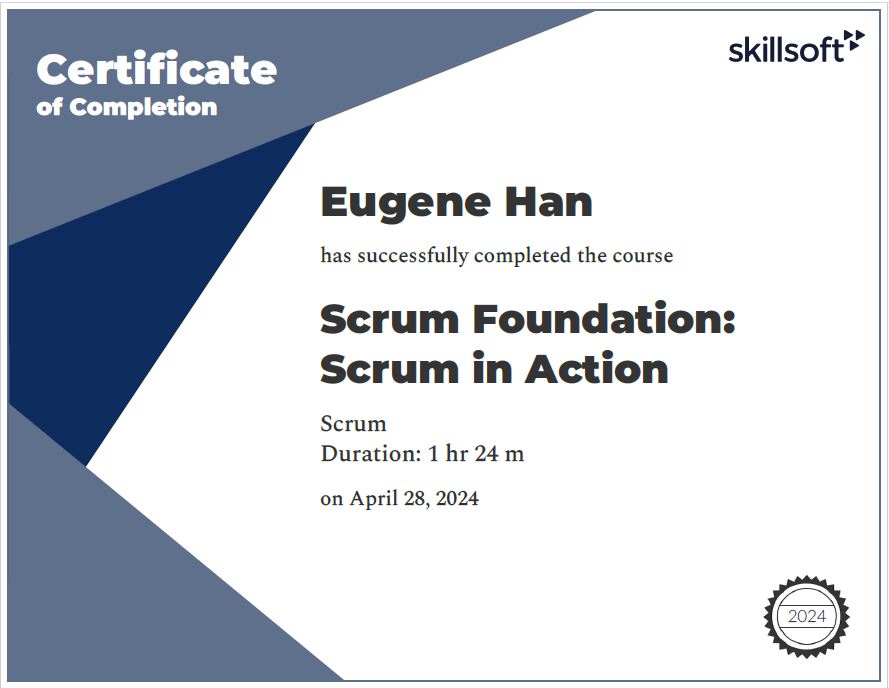 Certificate
of Completion
skillsoft
Eugene Han
has successfully completed the course
Scrum Foundation:
Scrum in Action
Scrum
Duration: 1 hr 24 m
on April 28, 2024
2024